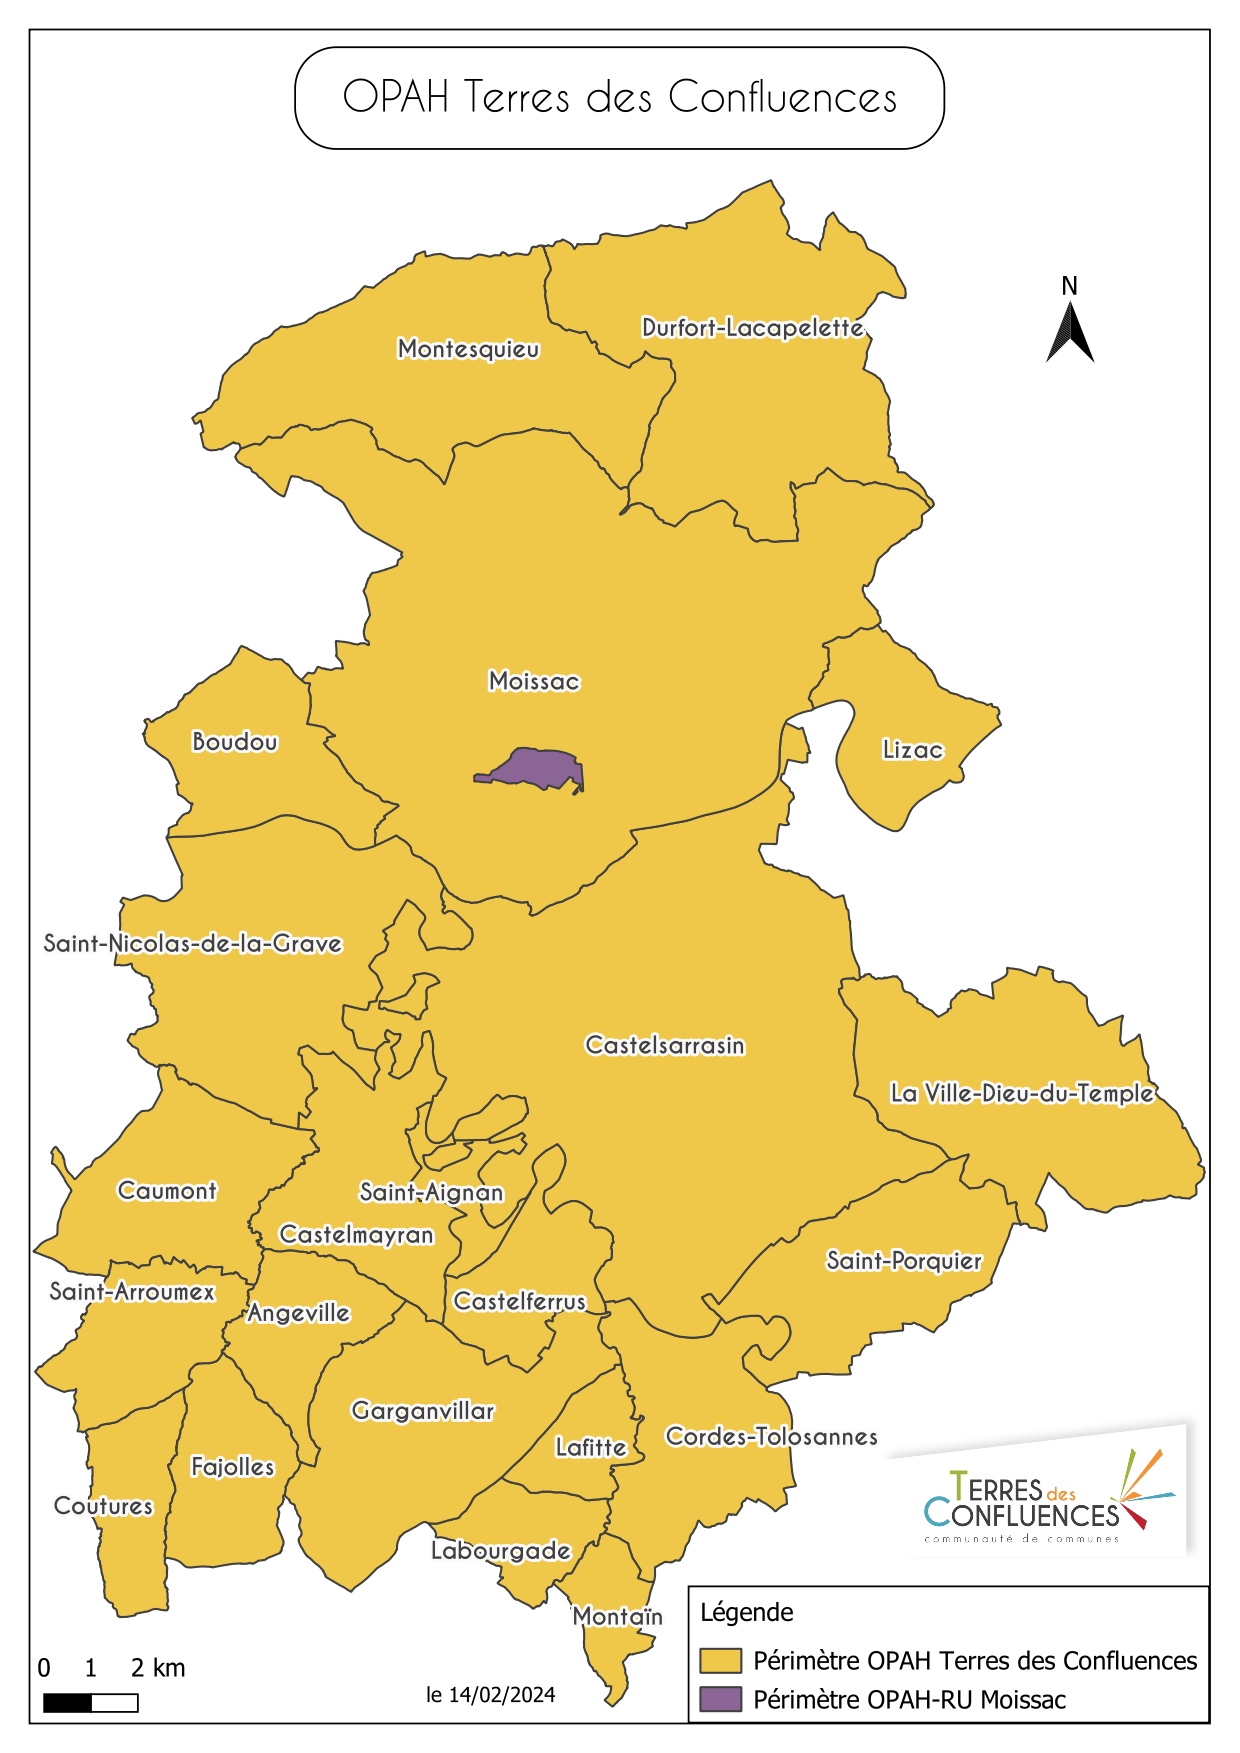 OPAH Terres des Confluences
N
Durfort-Lacapelette
Montesquieu
Moissac
Boudou
Lizac
Saint-Nicolas-de-la-Grave
Castelsarrasin
La Ville-Dieu-du-Temple
Caumont
Saint-Aignan
Castelmayran
Saint-Porquier
Saint-Arroumex
Castelferrus
Angeville
Garganvillar
Cordes-Tolosannes
Lafitte
Fajolles
Coutures
Labourgade
Montaïn
TERRES des
CONFLUENCES
communauté de communes
Légende
Périmètre OPAH Terres des Confluences
Périmètre OPAH-RU Moissac
0 1 2 km
le 14/02/2024